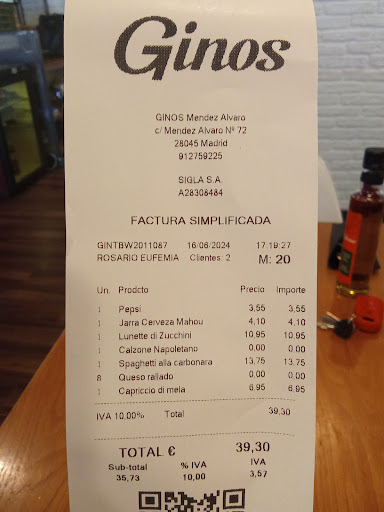 Ginos
GINOS Mendez Alvaro
c/ Mendez Alvaro Nº 72
28045 Madrid
912759225
SIGLA S.A.
A28308484
FACTURA SIMPLIFICADA
GINTBW2011087 16/06/2024 17:19:27
ROSARIO EUFEMIA Clientes: 2 M: 20
Un. Prodcto Precio Importe
1 Pepsi 3,55 3,55
1 Jarra Cerveza Mahou 4,10 4,10
1 Lunette di Zucchini 10,95 10,95
1 Calzone Napoletano 0,00 0,00
1 Spaghetti alla carbonara 13,75 13,75
8 Queso rallado 0,00 0,00
1 Capriccio di mela 6,95 6,95
IVA 10,00% Total 39,30
TOTAL € 39,30
Sub-total % IVA IVA
35,73 10,00 3,57